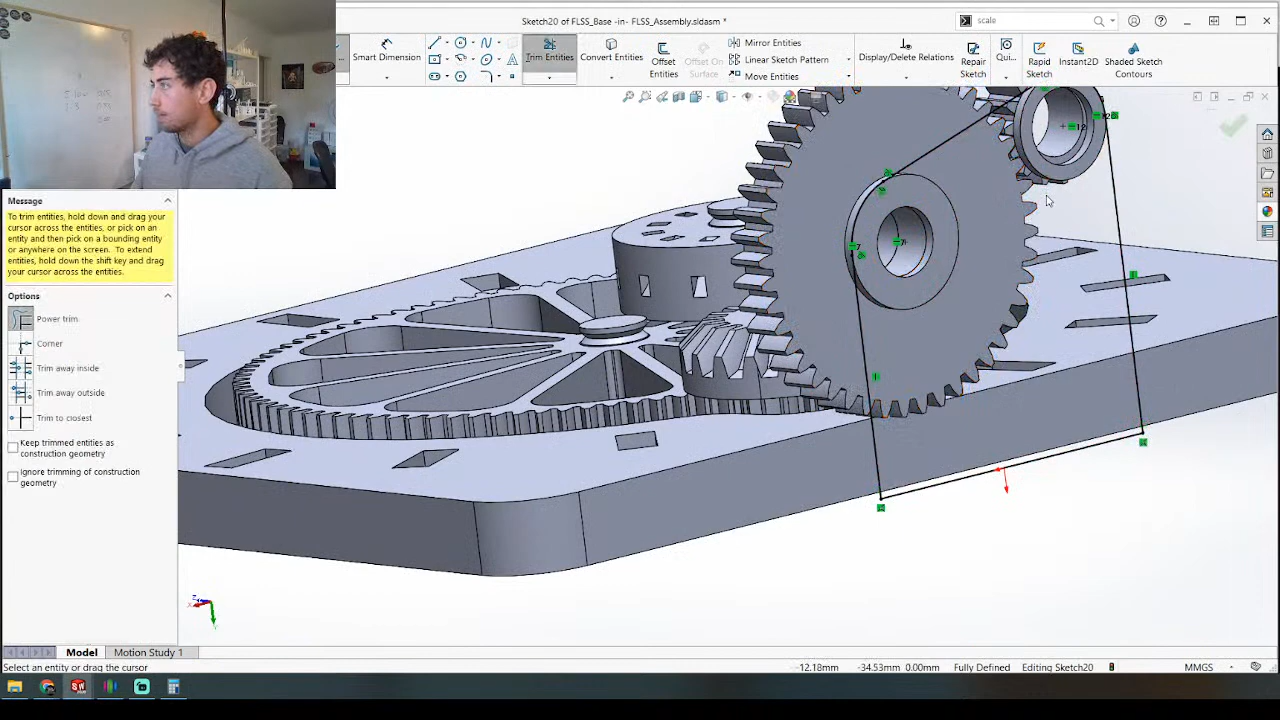 Sketch20 of FLSS_Base -in- FLSS_Assembly.sldasm *
scale
Smart Dimension
Trim Entities
Convert Entities
Offset Entities
Offset On Surface
Mirror Entities
Linear Sketch Pattern
Move Entities
Display/Delete Relations
Repair Sketch
Qui...
Rapid Sketch
Instant2D
Shaded Sketch Contours
Message
To trim entities, hold down and drag your
cursor across the entities, or pick on an
entity and then pick on a bounding entity
or anywhere on the screen. To extend
entities, hold down the shift key and drag
your cursor across the entities.
Options
Power trim
Corner
Trim away inside
Trim away outside
Trim to closest
Keep trimmed entities as
construction geometry
Ignore trimming of construction
geometry
Model
Motion Study 1
Select an entity or drag the cursor
-12.18mm
-34.53mm
0.00mm
Fully Defined
Editing Sketch20
MMGS